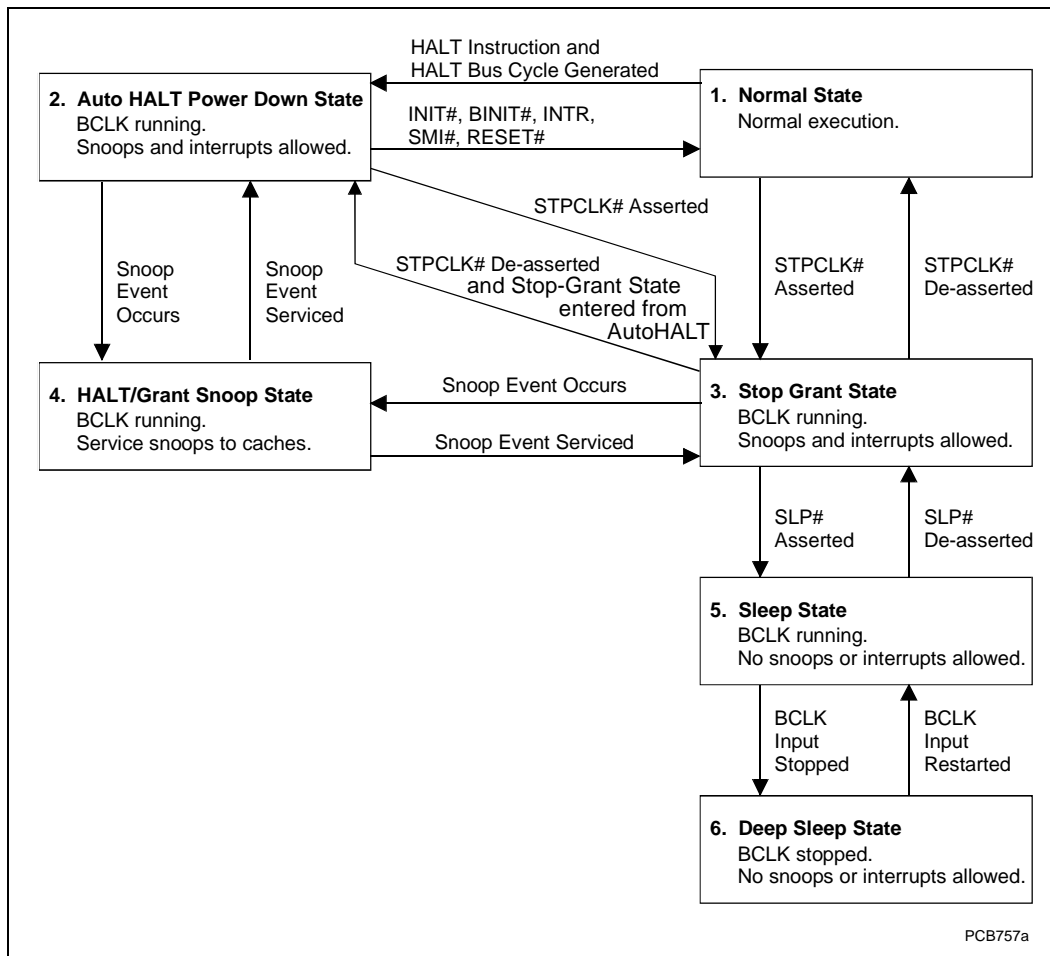 HALT Instruction and
HALT Bus Cycle Generated
2. Auto HALT Power Down State
BCLK running.
Snoops and interrupts allowed.
INIT#, BINIT#, INTR,
SMI#, RESET#
1. Normal State
Normal execution.
STPCLK# Asserted
STPCLK# De-asserted
and Stop-Grant State
entered from
AutoHALT
Snoop
Event
Occurs
Snoop
Event
Serviced
STPCLK#
Asserted
STPCLK#
De-asserted
4. HALT/Grant Snoop State
BCLK running.
Service snoops to caches.
Snoop Event Occurs
Snoop Event Serviced
3. Stop Grant State
BCLK running.
Snoops and interrupts allowed.
SLP#
Asserted
SLP#
De-asserted
5. Sleep State
BCLK running.
No snoops or interrupts allowed.
BCLK
Input
Stopped
BCLK
Input
Restarted
6. Deep Sleep State
BCLK stopped.
No snoops or interrupts allowed.
PCB757a